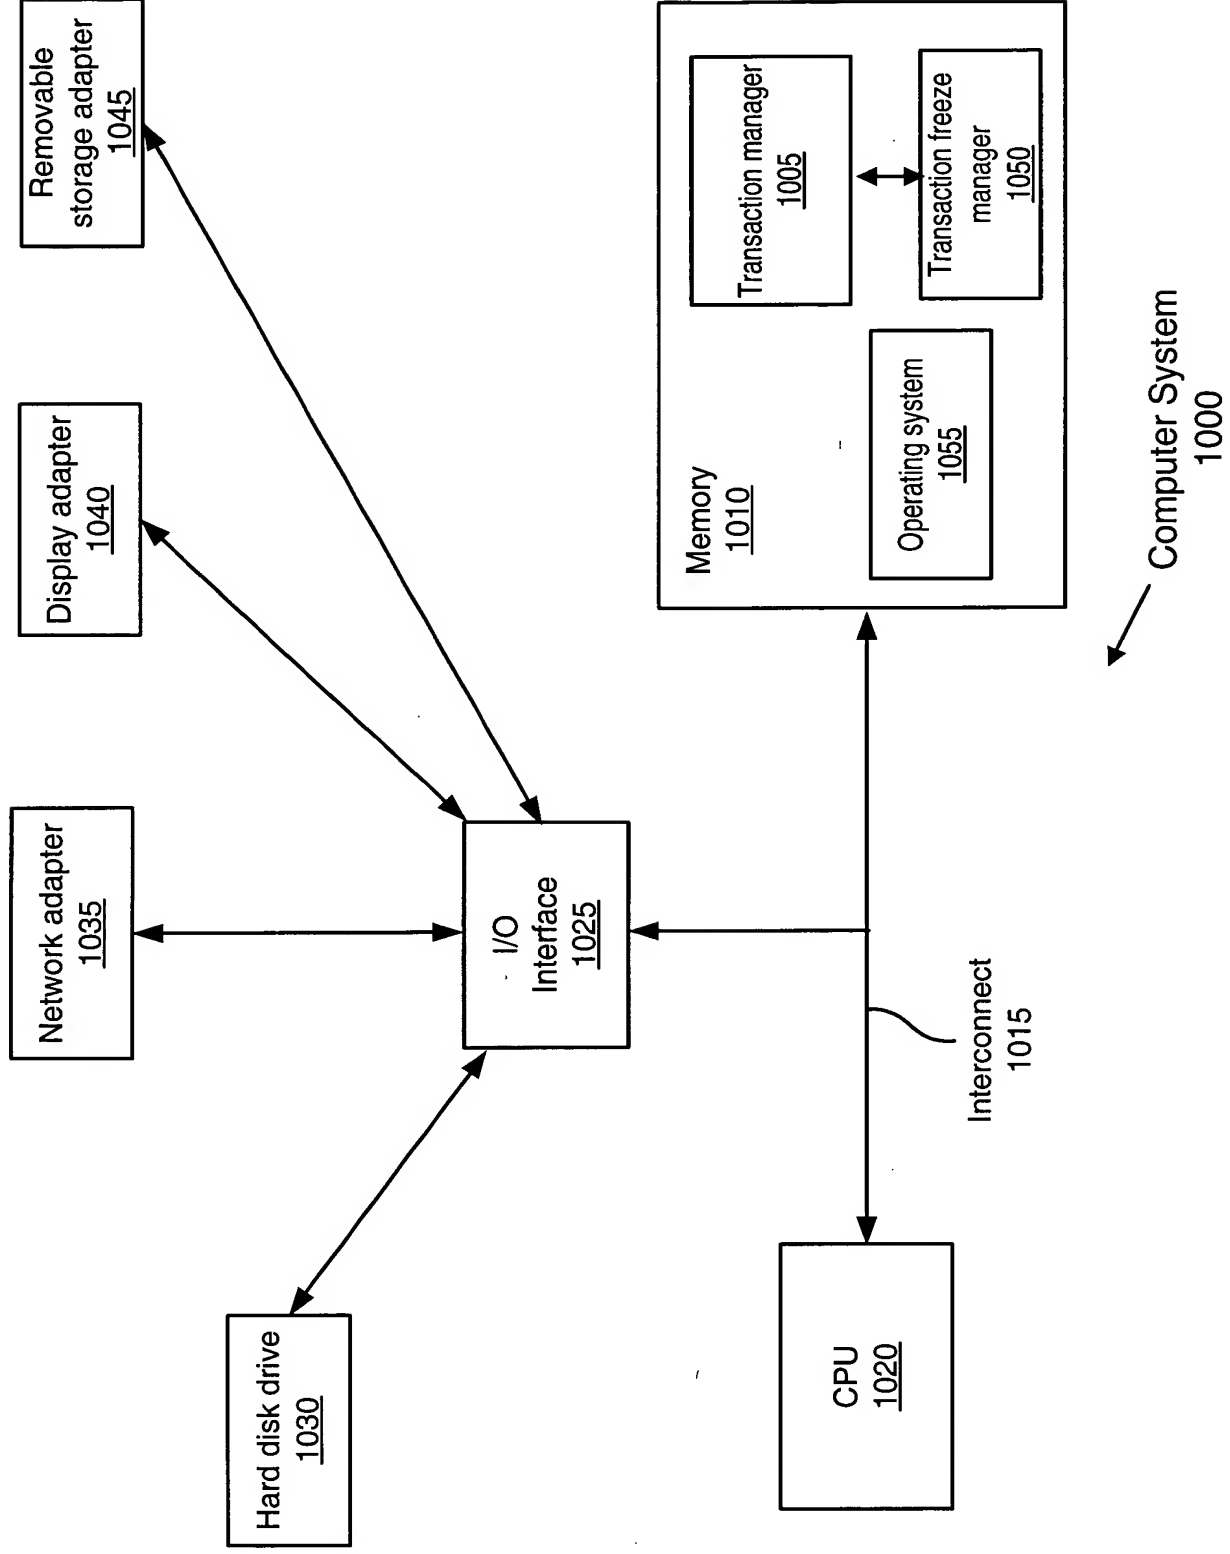 Hard disk drive
1030
Network adapter
1035
Display adapter
1040
Removable
storage adapter
1045
I/O
Interface
1025
CPU
1020
Interconnect
1015
Memory
1010
Transaction manager
1005
Operating system
1055
Transaction freeze
manager
1050
Computer System
1000